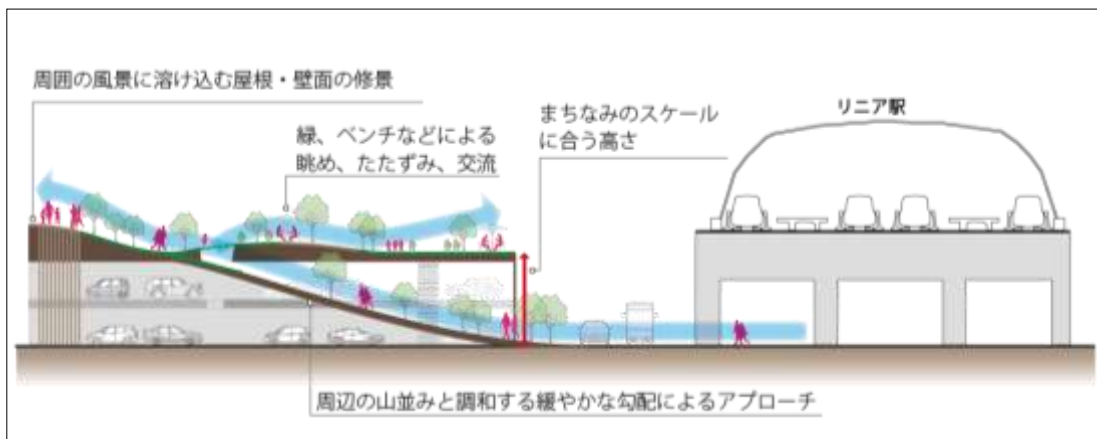 周囲の風景に溶け込む屋根・壁面の修景
緑、ベンチなどによる
眺め、たたずみ、交流
まちなみのスケール
に合う高さ
リニア駅
周辺の山並みと調和する緩やかな勾配によるアプローチ